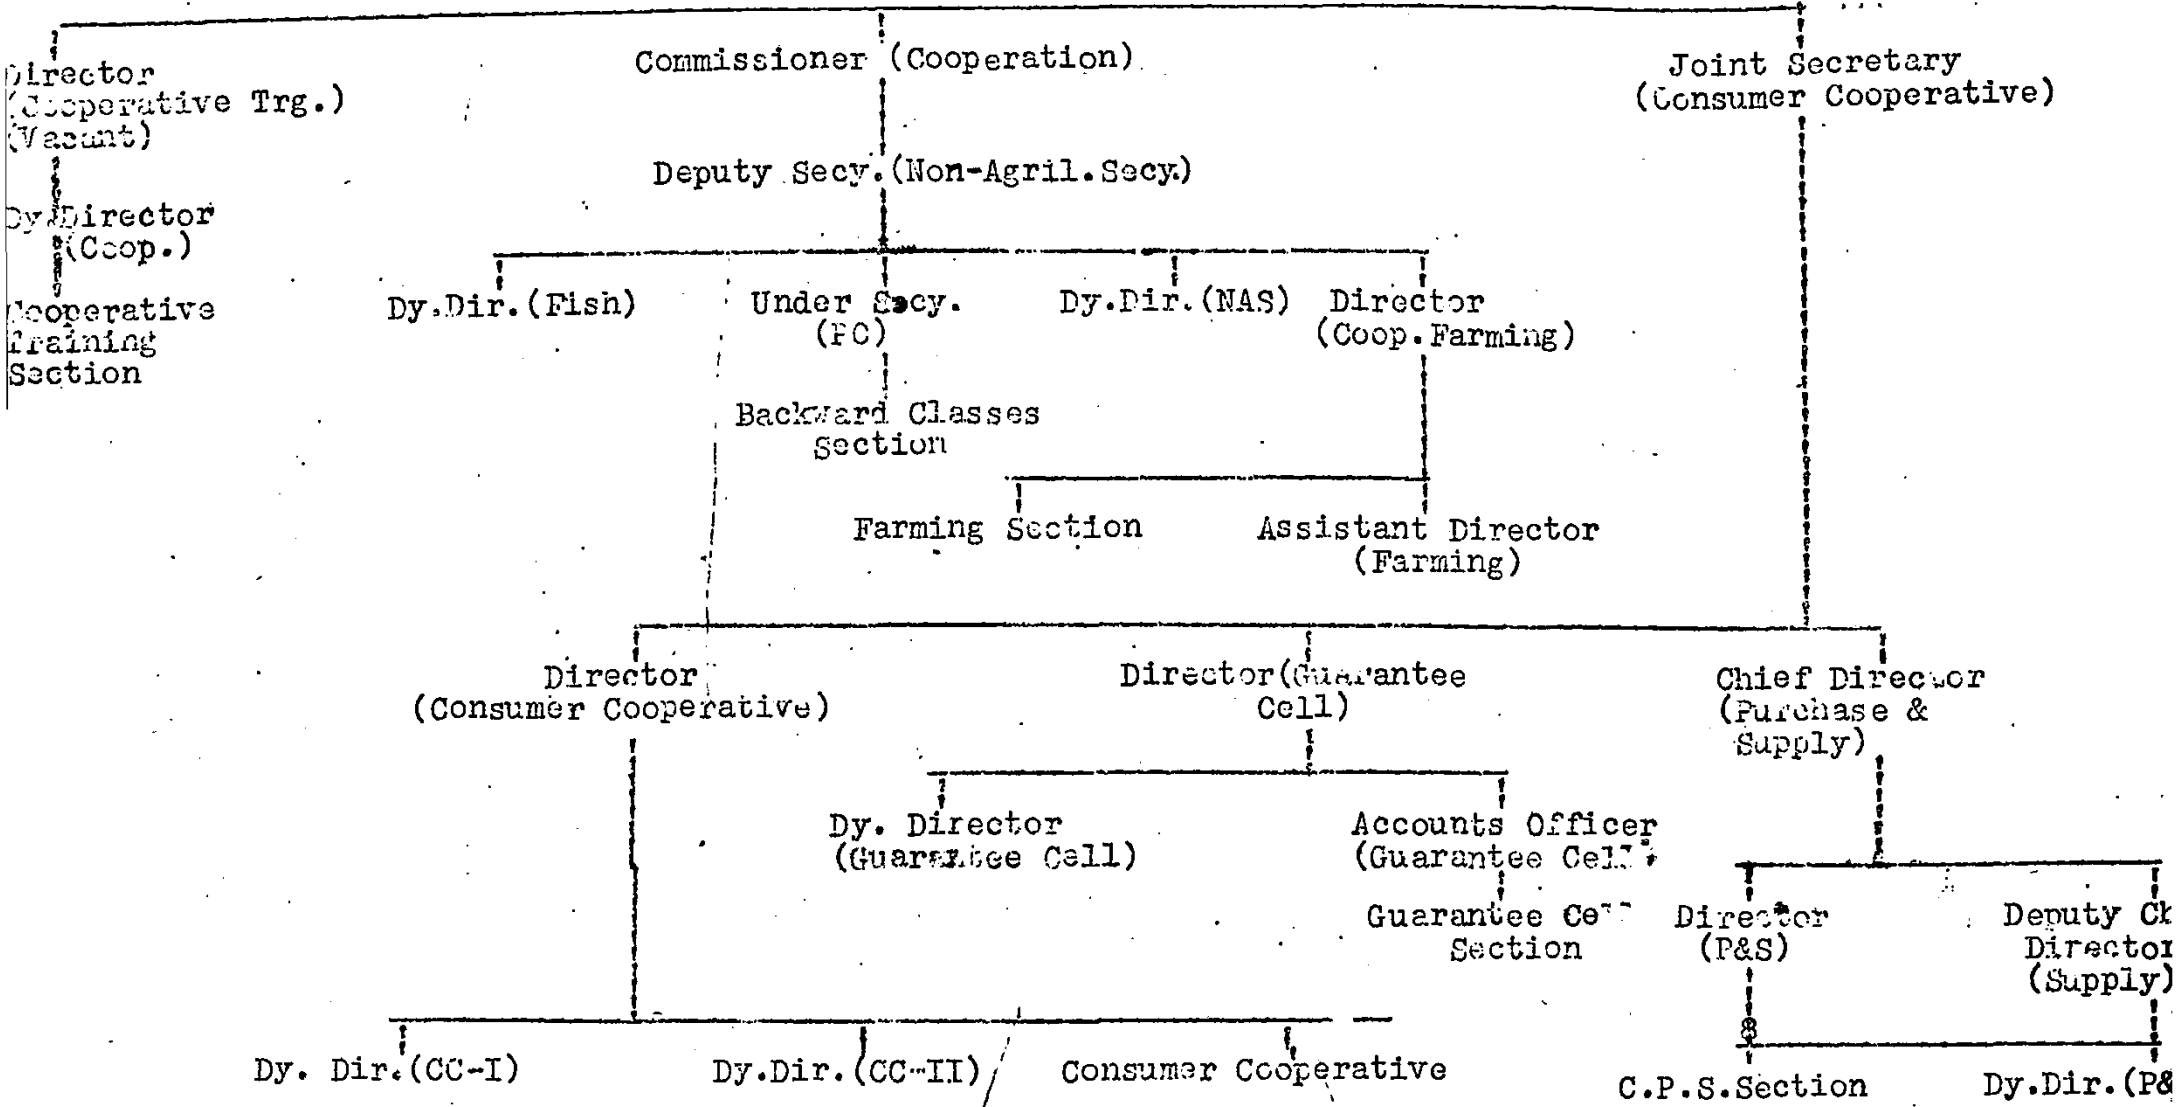 Director
(Cooperative Trg.)
(Vacant)
Dy.Director
(Coop.)
Cooperative
Training
Section
Commissioner (Cooperation)
Deputy Secy.(Non-Agril.Secy.)
Dy.Dir.(Fish)
Under Secy.
Backward Classes
Section
Dy.Dir.(NAS)
Director
(Coop.Farming)
Farming Section
Assistant Director
(Farming)
Joint Secretary
(Consumer Cooperative)
Director
(Consumer Cooperative)
Dy. Dir.(CC-I)
Dy.Dir.(CC-II)
Consumer Cooperative
Director(Guarantee
Cell)
Dy. Director
(Guarantee Cell)
Accounts Officer
(Guarantee Cell)
Guarantee
Section
Chief Director
(Purchase &
Supply)
Director
(P&S)
C.P.S.Section
Deputy
Director
(Supply)
Dy.Dir.